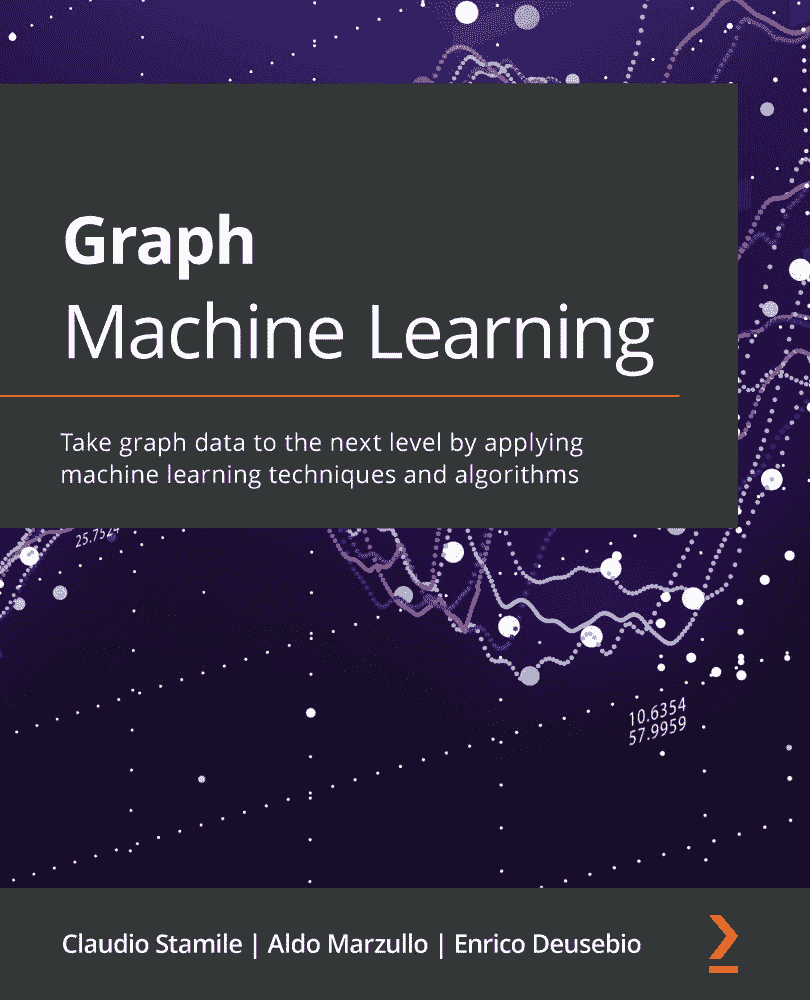 Graph
Machine Learning
Take graph data to the next level by applying
machine learning techniques and algorithms
25.7524
10.6354
57.9959
Claudio Stamile | Aldo Marzullo | Enrico Deusebio